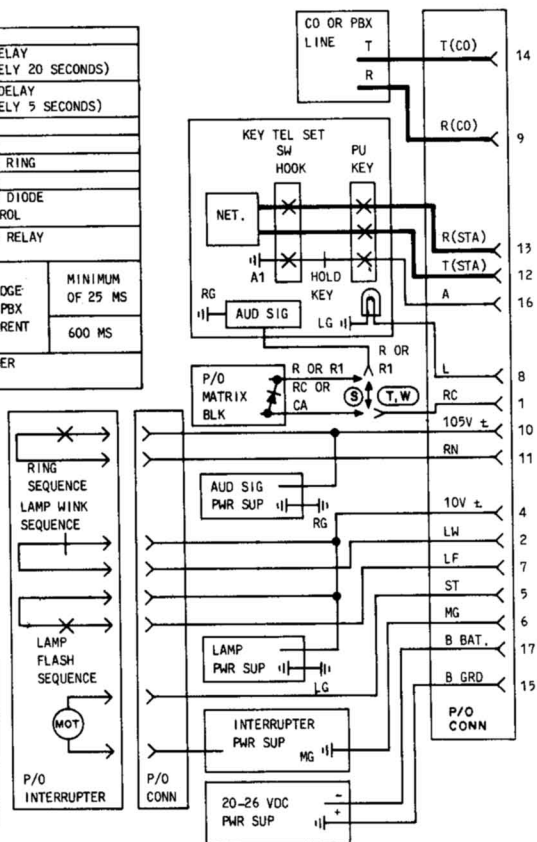 ELAY
ELY 20 SECONDS)
DELAY
ELY 5 SECONDS)
RING
DIODE
ROL
RELAY
DGE
PBX
RENT
MINIMUM
OF 25 MS
600 MS
ER
CO OR PBX
LINE
T
R
T(CO)
14
R(CO)
9
KEY TEL SET
SW
HOOK
PU
KEY
NET.
R(STA)
13
T(STA)
12
A1
HOLD
KEY
A
16
RG
AUD SIG
LG
R OR
R1
L
8
P/O
MATRIX
BLK
R OR R1
RC OR
CA
S
T,W
RC
1
105V ±
10
RN
11
RING
SEQUENCE
LAMP WINK
SEQUENCE
AUD SIG
PWR SUP
RG
10V ±
4
LW
2
LF
7
ST
5
MG
6
B BAT.
17
B GRD
15
LAMP
FLASH
SEQUENCE
LAMP
PWR SUP
LG
MOT
INTERRUPTER
PWR SUP
MG
P/O
CONN
P/O
INTERRUPTER
P/O
CONN
20-26 VDC
PWR SUP
-
+